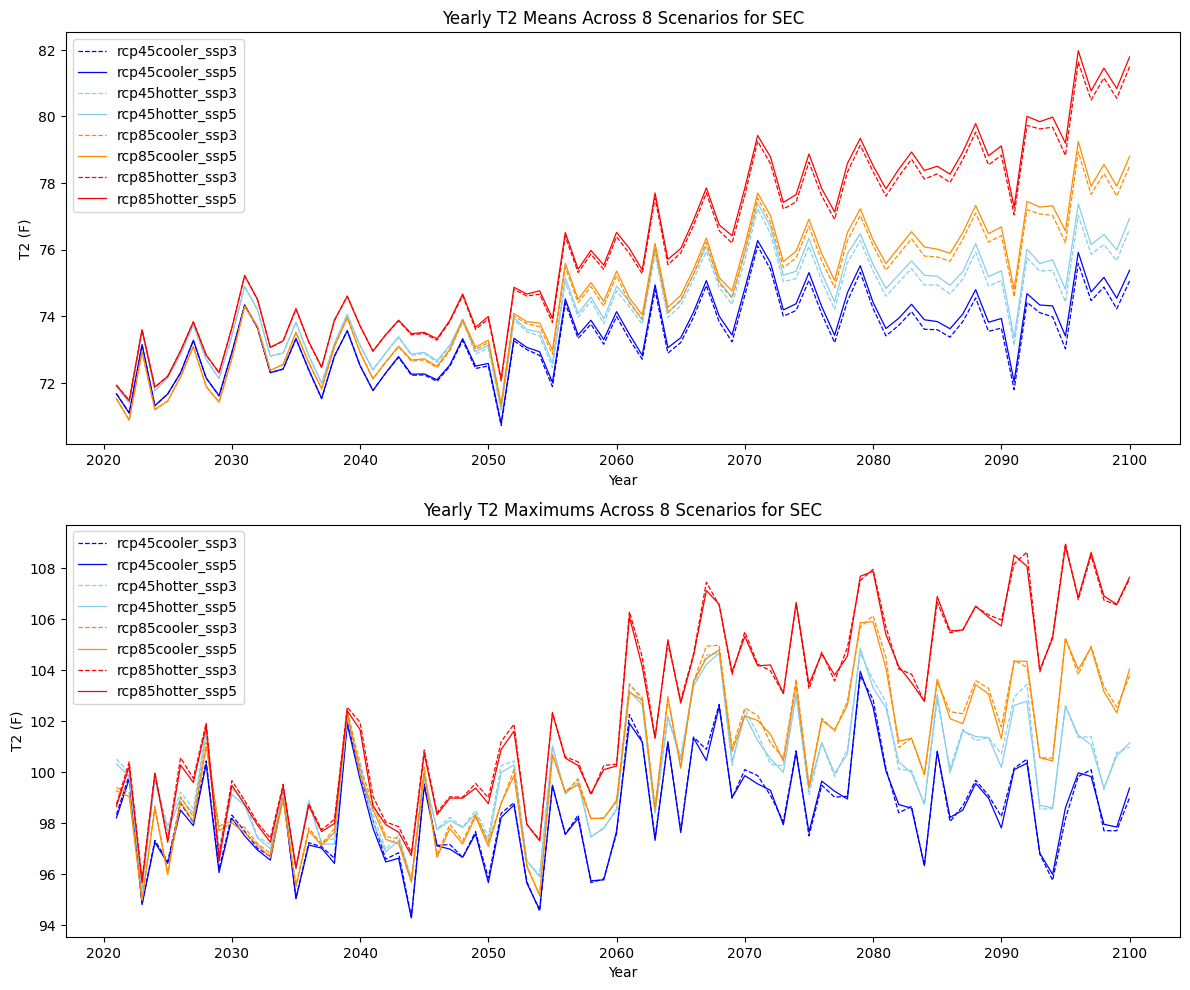 Yearly T2 Means Across 8 Scenarios for SEC
82
80
78
76
74
72
T2 (F)
rcp45cooler_ssp3
rcp45cooler_ssp5
rcp45hotter_ssp3
rcp45hotter_ssp5
rcp85cooler_ssp3
rcp85cooler_ssp5
rcp85hotter_ssp3
rcp85hotter_ssp5
2020 2030 2040 2050 2060 2070 2080 2090 2100
Year
Yearly T2 Maximums Across 8 Scenarios for SEC
108
106
104
102
100
98
96
94
T2 (F)
rcp45cooler_ssp3
rcp45cooler_ssp5
rcp45hotter_ssp3
rcp45hotter_ssp5
rcp85cooler_ssp3
rcp85cooler_ssp5
rcp85hotter_ssp3
rcp85hotter_ssp5
2020 2030 2040 2050 2060 2070 2080 2090 2100
Year